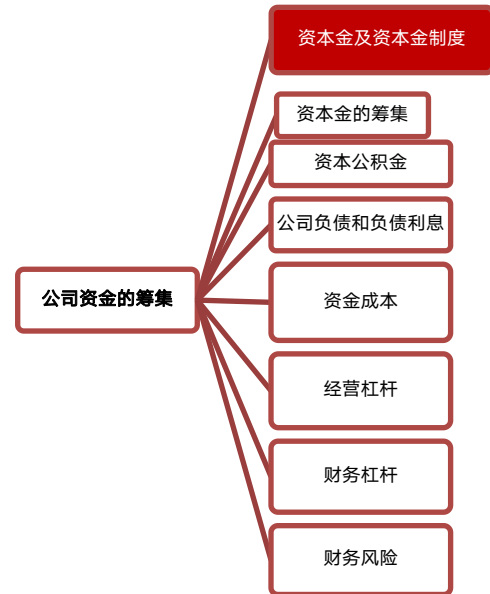 资本金及资本金制度
资本金的筹集
资本公积金
公司负债和负债利息
公司资金的筹集
资金成本
经营杠杆
财务杠杆
财务风险